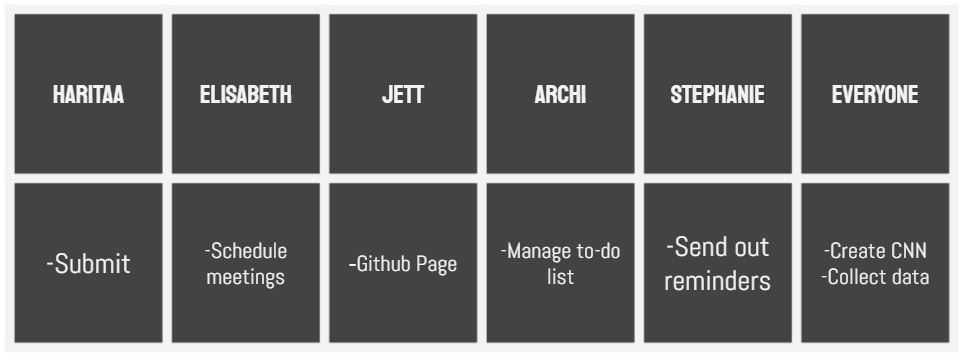 HARITAA
ELISABETH
JETT
ARCHI
STEPHANIE
EVERYONE
-Submit
-Schedule
meetings
-Github Page
-Manage to-do
list
-Send out
reminders
-Create CNN
-Collect data